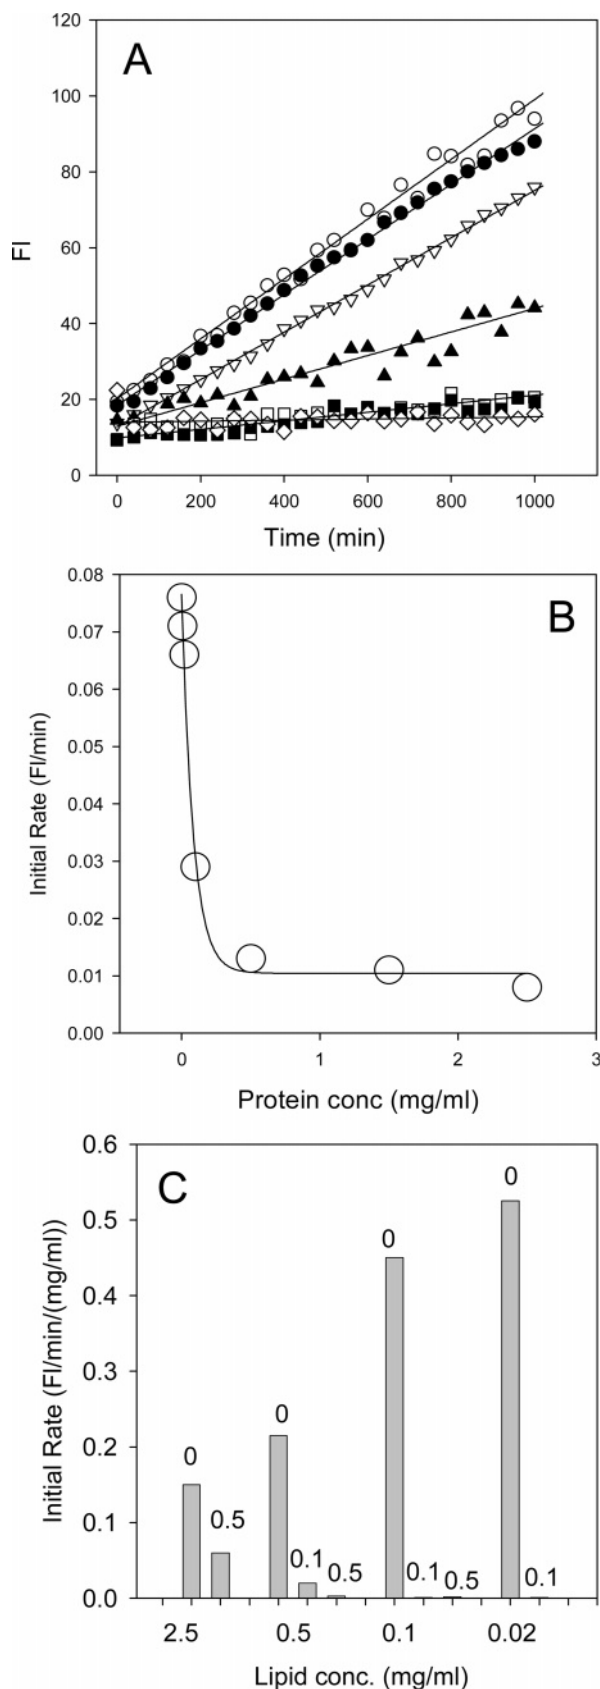 A
120
100
80
60
40
20
0
FI
0 200 400 600 800 1000
Time (min)
B
0.08
0.07
0.06
0.05
0.04
0.03
0.02
0.01
0.00
Initial Rate (FI/min)
0 1 2 3
Protein conc (mg/ml)
C
0.6
0.5
0.4
0.3
0.2
0.1
0.0
Initial Rate (FI/min/(mg/ml))
0 0.5 0 0.1 0.5 0 0.1 0.5 0 0.1
2.5 0.5 0.1 0.02
Lipid conc. (mg/ml)